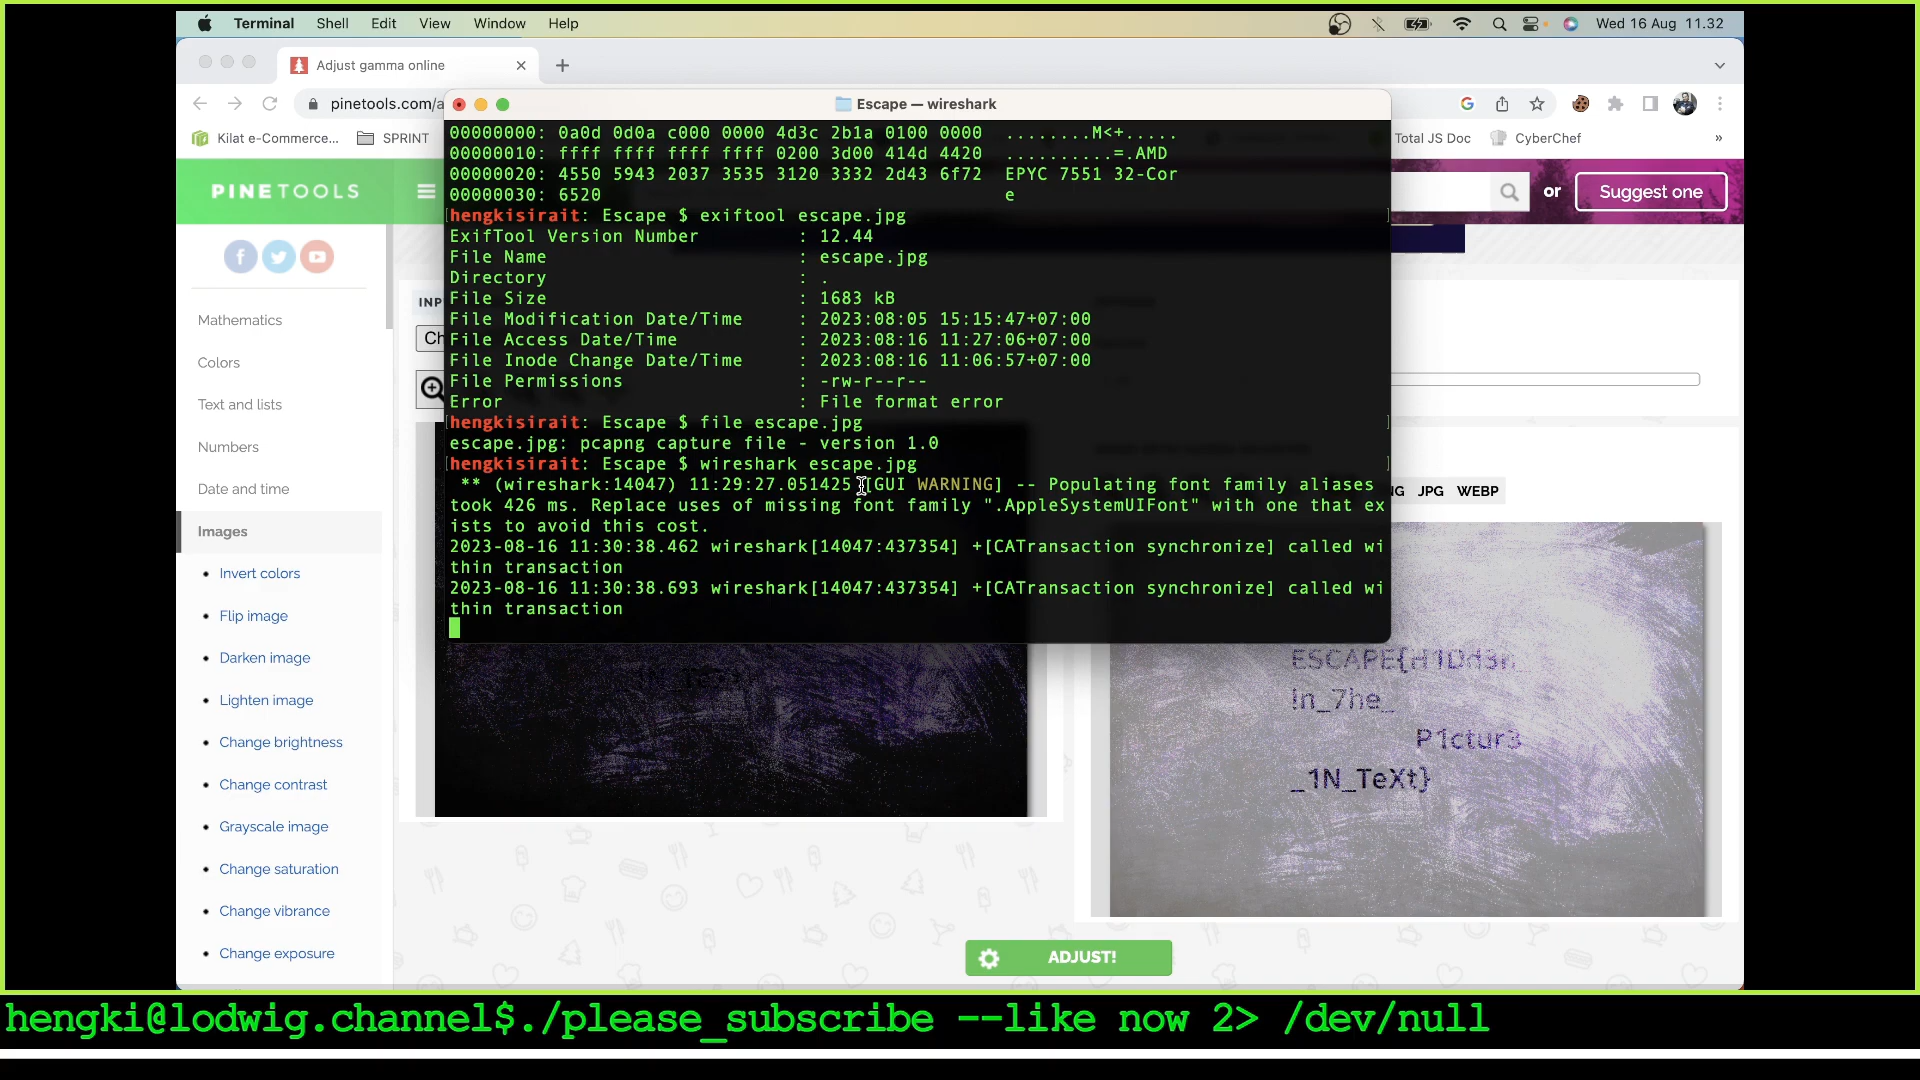 Terminal Shell Edit View Window Help Wed 16 Aug 11.32
Adjust gamma online
pinetools.com/a
Kilat e-Commerce... SPRINT Total JS Doc CyberChef »
Escape — wireshark
00000000: 0a0d 0d0a c000 0000 4d3c 2b1a 0100 0000 ........M<+.....
00000010: ffff ffff ffff ffff 0200 3d00 414d 4420 ..........=.AMD
00000020: 4550 5943 2037 3535 3120 3332 2d43 6f72 EPYC 7551 32-Cor
00000030: 6520 e
hengkisirait: Escape $ exiftool escape.jpg
ExifTool Version Number : 12.44
File Name : escape.jpg
Directory : .
File Size : 1683 kB
File Modification Date/Time : 2023:08:05 15:15:47+07:00
File Access Date/Time : 2023:08:16 11:27:06+07:00
File Inode Change Date/Time : 2023:08:16 11:06:57+07:00
File Permissions : -rw-r--r--
Error : File format error
hengkisirait: Escape $ file escape.jpg
escape.jpg: pcapng capture file - version 1.0
hengkisirait: Escape $ wireshark escape.jpg
** (wireshark:14047) 11:29:27.051425 [GUI WARNING] -- Populating font family aliases
took 426 ms. Replace uses of missing font family ".AppleSystemUIFont" with one that ex
ists to avoid this cost.
2023-08-16 11:30:38.462 wireshark[14047:437354] +[CATransaction synchronize] called wi
thin transaction
2023-08-16 11:30:38.693 wireshark[14047:437354] +[CATransaction synchronize] called wi
thin transaction
PINETOOLS
or Suggest one
Mathematics
Colors
Text and lists
Numbers
Date and time
Images
Invert colors
Flip image
Darken image
Lighten image
Change brightness
Change contrast
Grayscale image
Change saturation
Change vibrance
Change exposure
INP
Ch
NG JPG WEBP
ESCAPE{H1Dd3n_
!n_7he_
P1ctur3
_1N_TeXt}
ADJUST!
hengki@lodwig.channel$./please_subscribe --like now 2> /dev/null